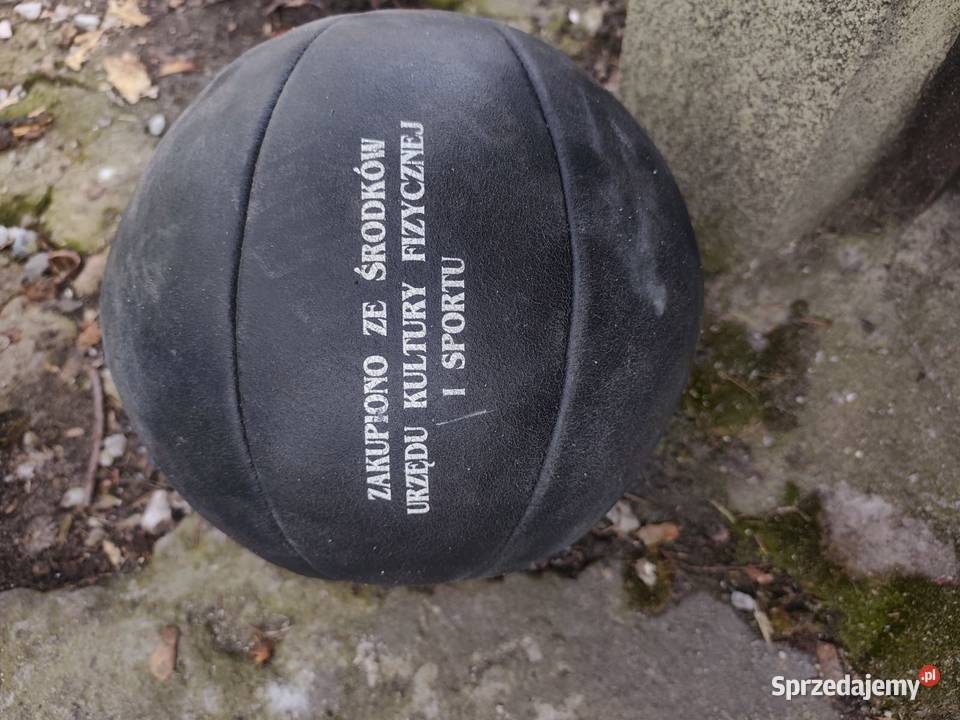 ZAKUPIONO ZE ŚRODKÓW
URZĘDU KULTURY FIZYCZNEJ
I SPORTU
Sprzedajemy.pl